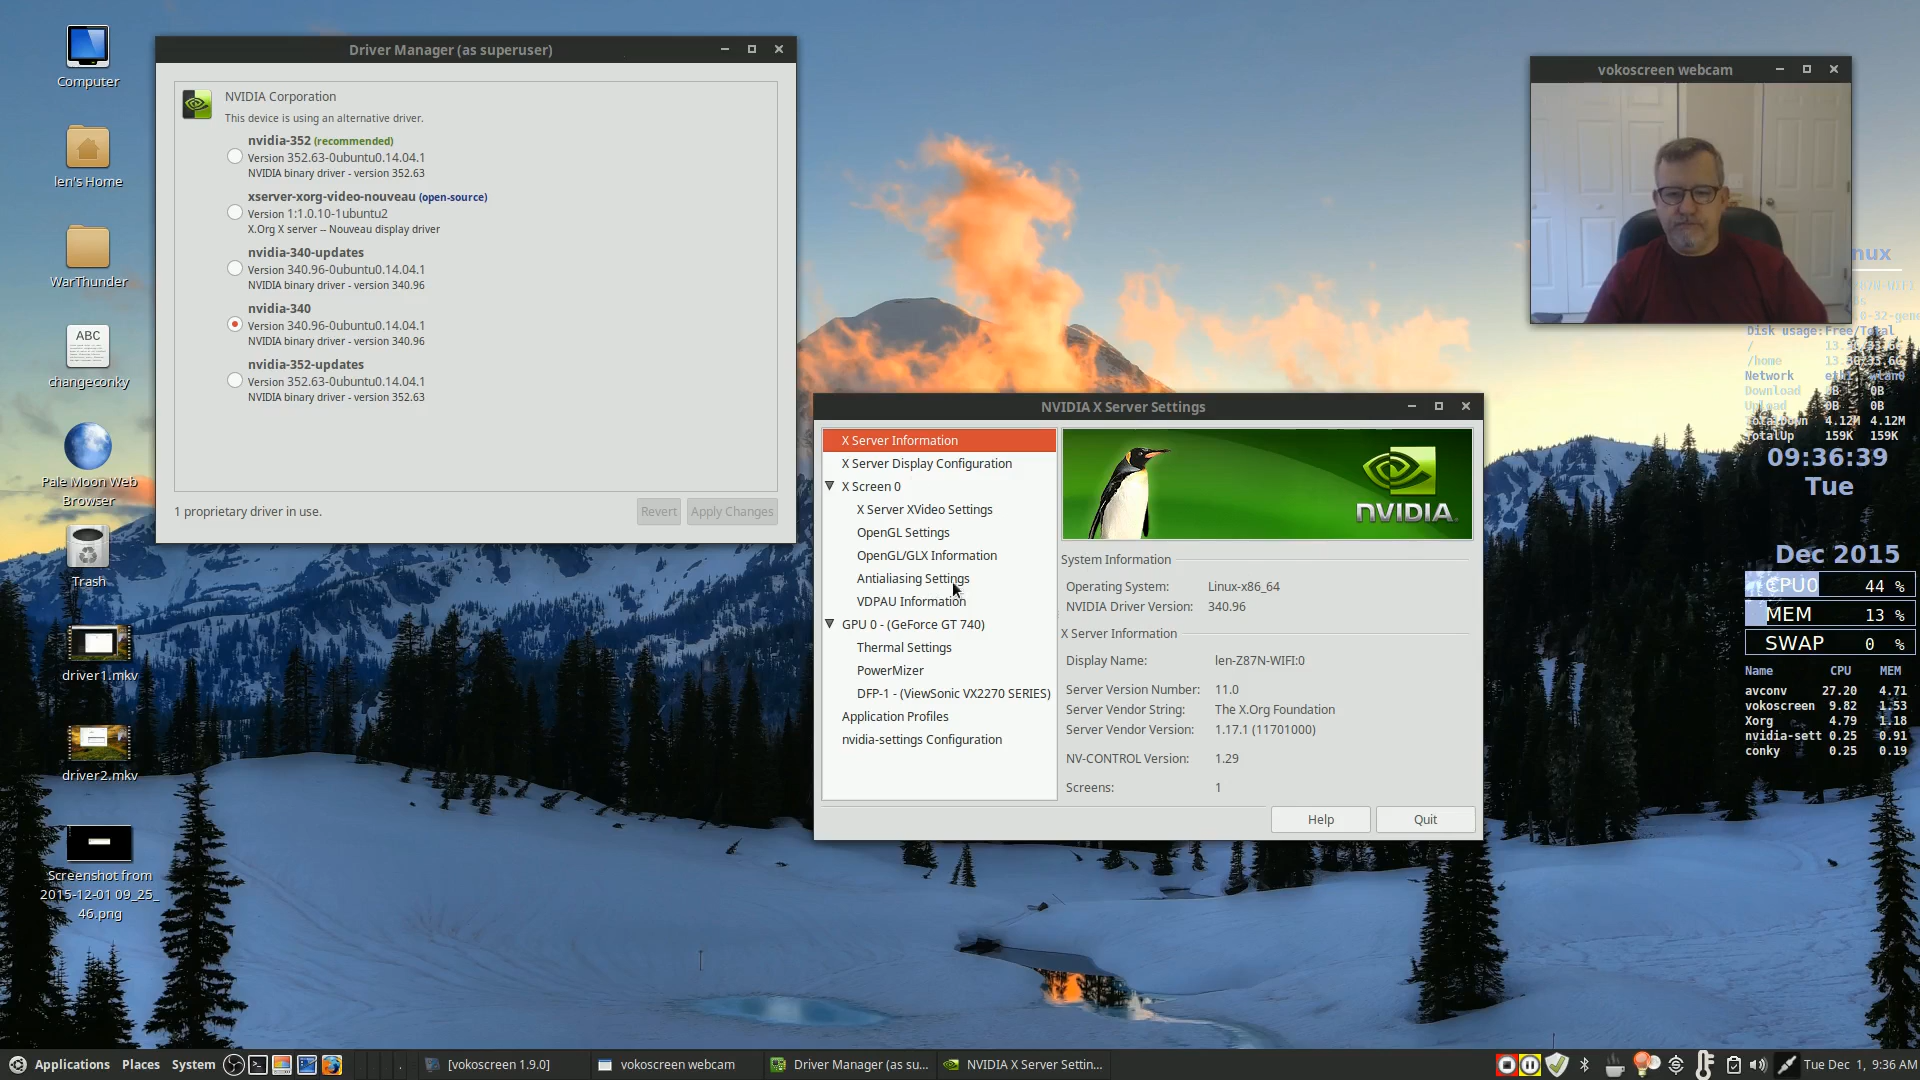 Computer
len's Home
WarThunder
ABC
changeconky
Pale Moon Web
Browser
Trash
driver1.mkv
driver2.mkv
Screenshot from
2015-12-01 09_25_
46.png
Driver Manager (as superuser)
NVIDIA Corporation
This device is using an alternative driver.
nvidia-352 (recommended)
Version 352.63-0ubuntu0.14.04.1
NVIDIA binary driver - version 352.63
xserver-xorg-video-nouveau (open-source)
Version 1:1.0.10-1ubuntu2
X.Org X server -- Nouveau display driver
nvidia-340-updates
Version 340.96-0ubuntu0.14.04.1
NVIDIA binary driver - version 340.96
nvidia-340
Version 340.96-0ubuntu0.14.04.1
NVIDIA binary driver - version 340.96
nvidia-352-updates
Version 352.63-0ubuntu0.14.04.1
NVIDIA binary driver - version 352.63
1 proprietary driver in use.
Revert
Apply Changes
vokoscreen webcam
NVIDIA X Server Settings
X Server Information
X Server Display Configuration
X Screen 0
X Server XVideo Settings
OpenGL Settings
OpenGL/GLX Information
Antialiasing Settings
VDPAU Information
GPU 0 - (GeForce GT 740)
Thermal Settings
PowerMizer
DFP-1 - (ViewSonic VX2270 SERIES)
Application Profiles
nvidia-settings Configuration
NVIDIA.
System Information
Operating System: Linux-x86_64
NVIDIA Driver Version: 340.96
X Server Information
Display Name: len-Z87N-WIFI:0
Server Version Number: 11.0
Server Vendor String: The X.Org Foundation
Server Vendor Version: 1.17.1 (11701000)
NV-CONTROL Version: 1.29
Screens: 1
Help
Quit
nux
Disk usage:Free/Total
/
/home
Network eth1 wlan0
Download 0B 0B
Upload 0B 0B
TotalDown 4.12M 4.12M
TotalUp 159K 159K
09:36:39
Tue
Dec 2015
CPU0 44 %
MEM 13 %
SWAP 0 %
Name CPU MEM
avconv 27.20 4.71
vokoscreen 9.82 1.53
Xorg 4.79 1.18
nvidia-sett 0.25 0.91
conky 0.25 0.19
Applications Places System
[vokoscreen 1.9.0]
vokoscreen webcam
Driver Manager (as su...
NVIDIA X Server Settin...
Tue Dec 1, 9:36 AM